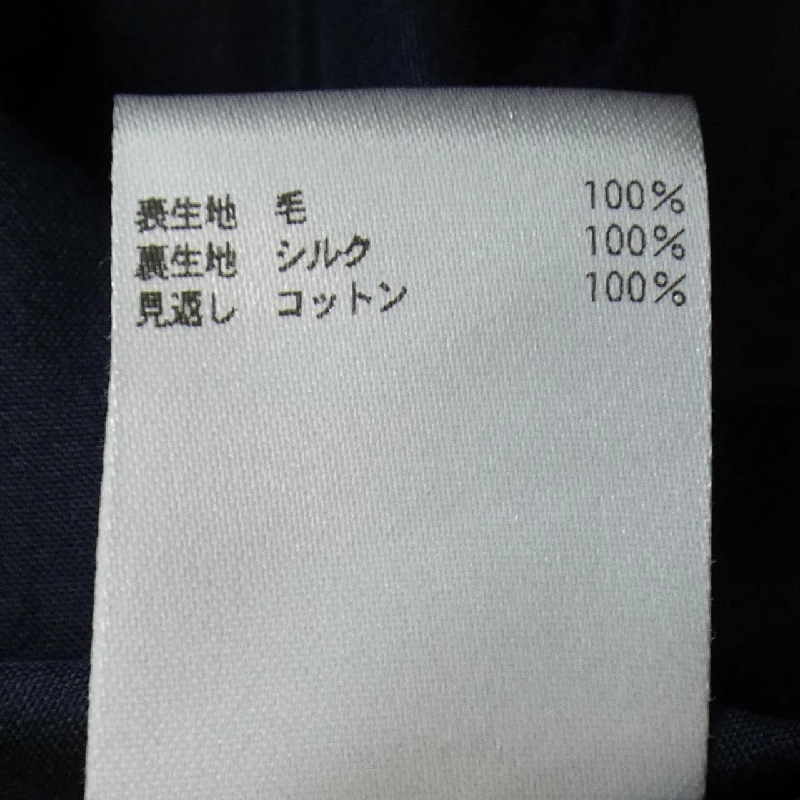 表生地 毛 100%
裏生地 シルク 100%
見返し コットン 100%